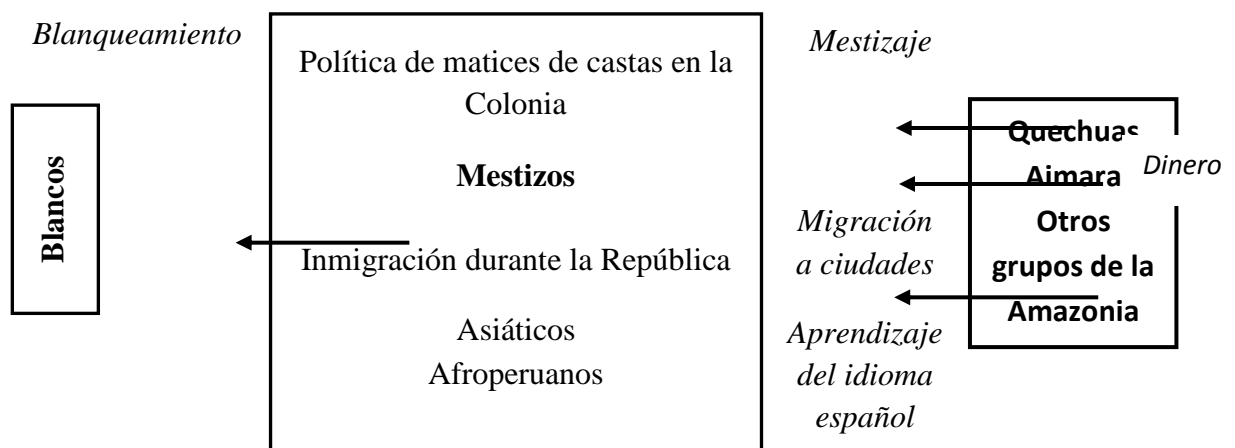 Blanqueamiento
Blancos
Política de matices de castas en la
Colonia
Mestizos
Inmigración durante la República
Asiáticos
Afroperuanos
Mestizaje
Migración
a ciudades
Aprendizaje
del idioma
español
Quechuas
Aimara
Otros
grupos de la
Amazonia
Dinero